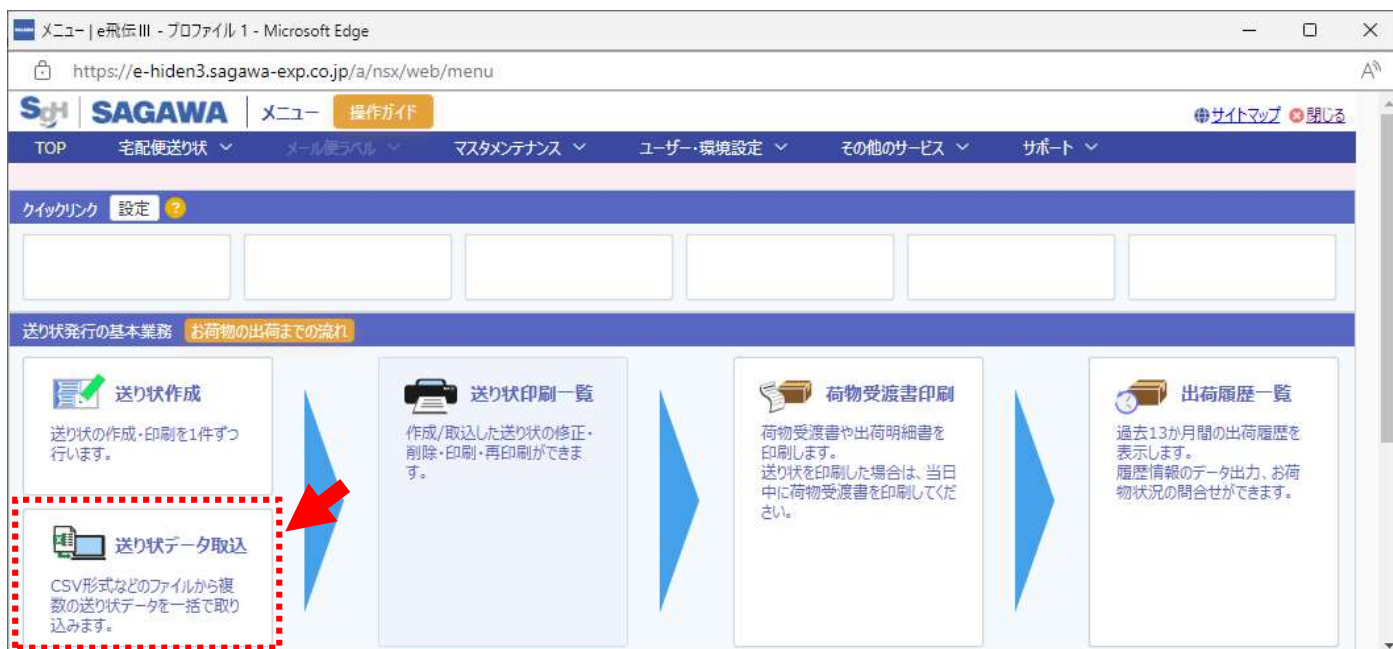 メニュー | e飛伝Ⅲ - プロファイル 1 - Microsoft Edge
https://e-hiden3.sagawa-exp.co.jp/a/nsx/web/menu
SGH SAGAWA メニュー 操作ガイド サイトマップ 閉じる
TOP 宅配便送り状 メール便ラベル マスタメンテナンス ユーザー・環境設定 その他のサービス サポート
クイックリンク 設定 ?
送り状発行の基本業務 お荷物の出荷までの流れ
送り状作成
送り状の作成・印刷を1件ずつ
行います。
送り状データ取込
CSV形式などのファイルから複
数の送り状データを一括で取り
込みます。
送り状印刷一覧
作成/取込した送り状の修正・
削除・印刷・再印刷ができま
す。
荷物受渡書印刷
荷物受渡書や出荷明細書を
印刷します。
送り状を印刷した場合は、当日
中に荷物受渡書を印刷してくだ
さい。
出荷履歴一覧
過去13か月間の出荷履歴を
表示します。
履歴情報のデータ出力、お荷
物状況の問合せができます。